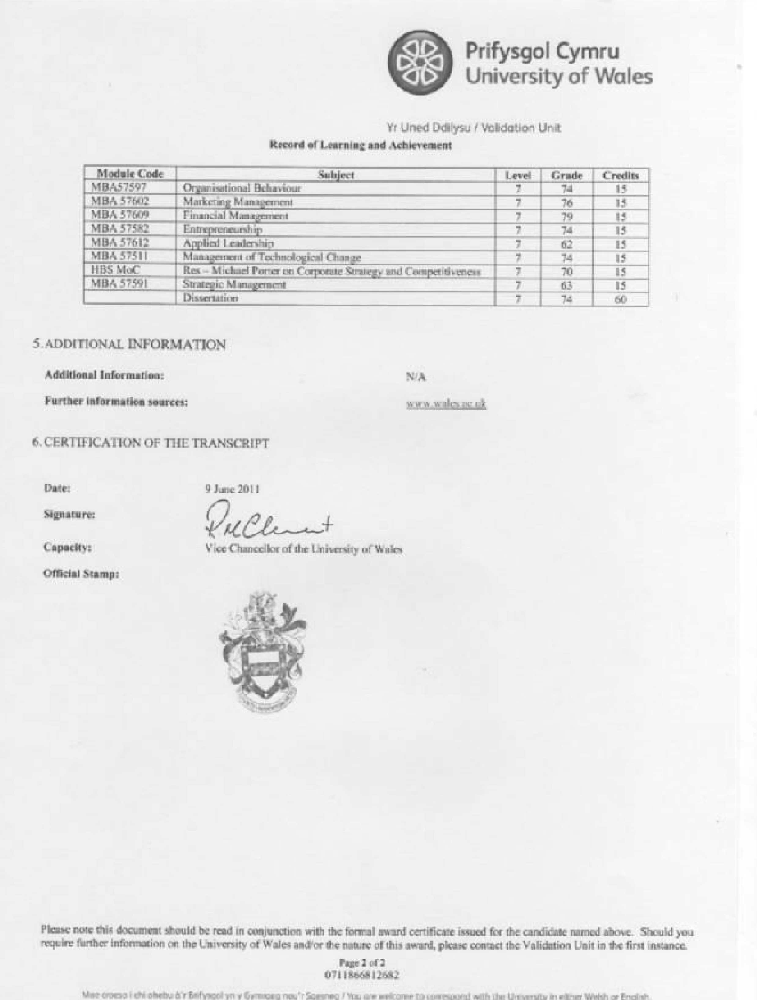 Prifysgol Cymru
University of Wales
Yr Uned Ddilysu / Validation Unit
Record of Learning and Achievement
Module Code Subject Level Grade Credits
MBA57597 Organisational Behaviour 7 74 15
MBA 57602 Marketing Management 7 76 15
MBA 57609 Financial Management 7 79 15
MBA 57582 Entrepreneurship 7 74 15
MBA 57612 Applied Leadership 7 62 15
MBA 57511 Management of Technological Change 7 74 15
HBS MoC Res – Michael Porter on Corporate Strategy and Competitiveness 7 70 15
MBA 57591 Strategic Management 7 63 15
Dissertation 7 74 60
5. ADDITIONAL INFORMATION
Additional Information: N/A
Further information sources: www.wales.ac.uk
6. CERTIFICATION OF THE TRANSCRIPT
Date: 9 June 2011
Signature:
Capacity: Vice Chancellor of the University of Wales
Official Stamp:
Please note this document should be read in conjunction with the formal award certificate issued for the candidate named above. Should you
require further information on the University of Wales and/or the nature of this award, please contact the Validation Unit in the first instance.
Page 2 of 2
0711866812682
Mae croeso i chi ohebu â'r Brifysgol yn y Gymraeg neu'r Saesneg / You are welcome to correspond with the University in either Welsh or English